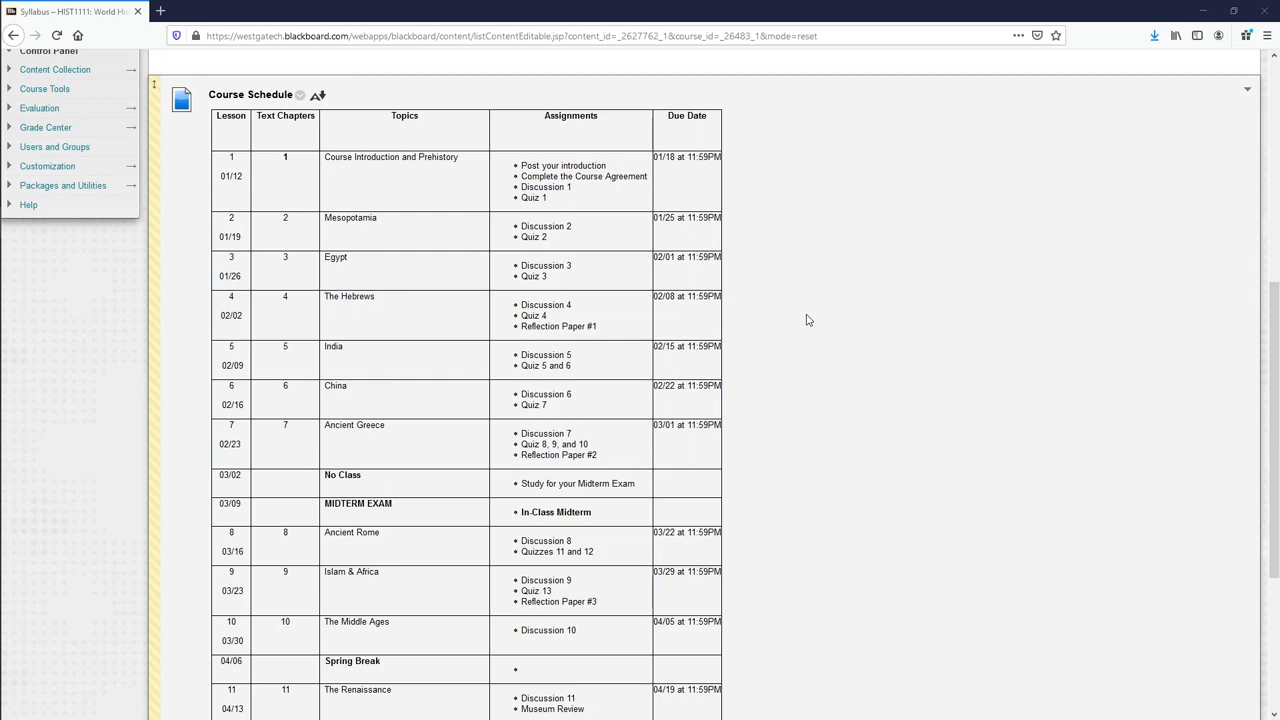 Syllabus – HIST1111: World His
https://westgatech.blackboard.com/webapps/blackboard/content/listContentEditable.jsp?content_id=_2627762_1&course_id=_26483_1&mode=reset
Control Panel
Content Collection
Course Tools
Evaluation
Grade Center
Users and Groups
Customization
Packages and Utilities
Help
Course Schedule
Lesson Text Chapters Topics Assignments Due Date
1 1 Course Introduction and Prehistory 01/18 at 11:59PM
01/12
Post your introduction
Complete the Course Agreement
Discussion 1
Quiz 1
2 2 Mesopotamia 01/25 at 11:59PM
01/19
Discussion 2
Quiz 2
3 3 Egypt 02/01 at 11:59PM
01/26
Discussion 3
Quiz 3
4 4 The Hebrews 02/08 at 11:59PM
02/02
Discussion 4
Quiz 4
Reflection Paper #1
5 5 India 02/15 at 11:59PM
02/09
Discussion 5
Quiz 5 and 6
6 6 China 02/22 at 11:59PM
02/16
Discussion 6
Quiz 7
7 7 Ancient Greece 03/01 at 11:59PM
02/23
Discussion 7
Quiz 8, 9, and 10
Reflection Paper #2
03/02 No Class
Study for your Midterm Exam
03/09 MIDTERM EXAM
In-Class Midterm
8 8 Ancient Rome 03/22 at 11:59PM
03/16
Discussion 8
Quizzes 11 and 12
9 9 Islam & Africa 03/29 at 11:59PM
03/23
Discussion 9
Quiz 13
Reflection Paper #3
10 10 The Middle Ages 04/05 at 11:59PM
03/30
Discussion 10
04/06 Spring Break
11 11 The Renaissance 04/19 at 11:59PM
04/13
Discussion 11
Museum Review